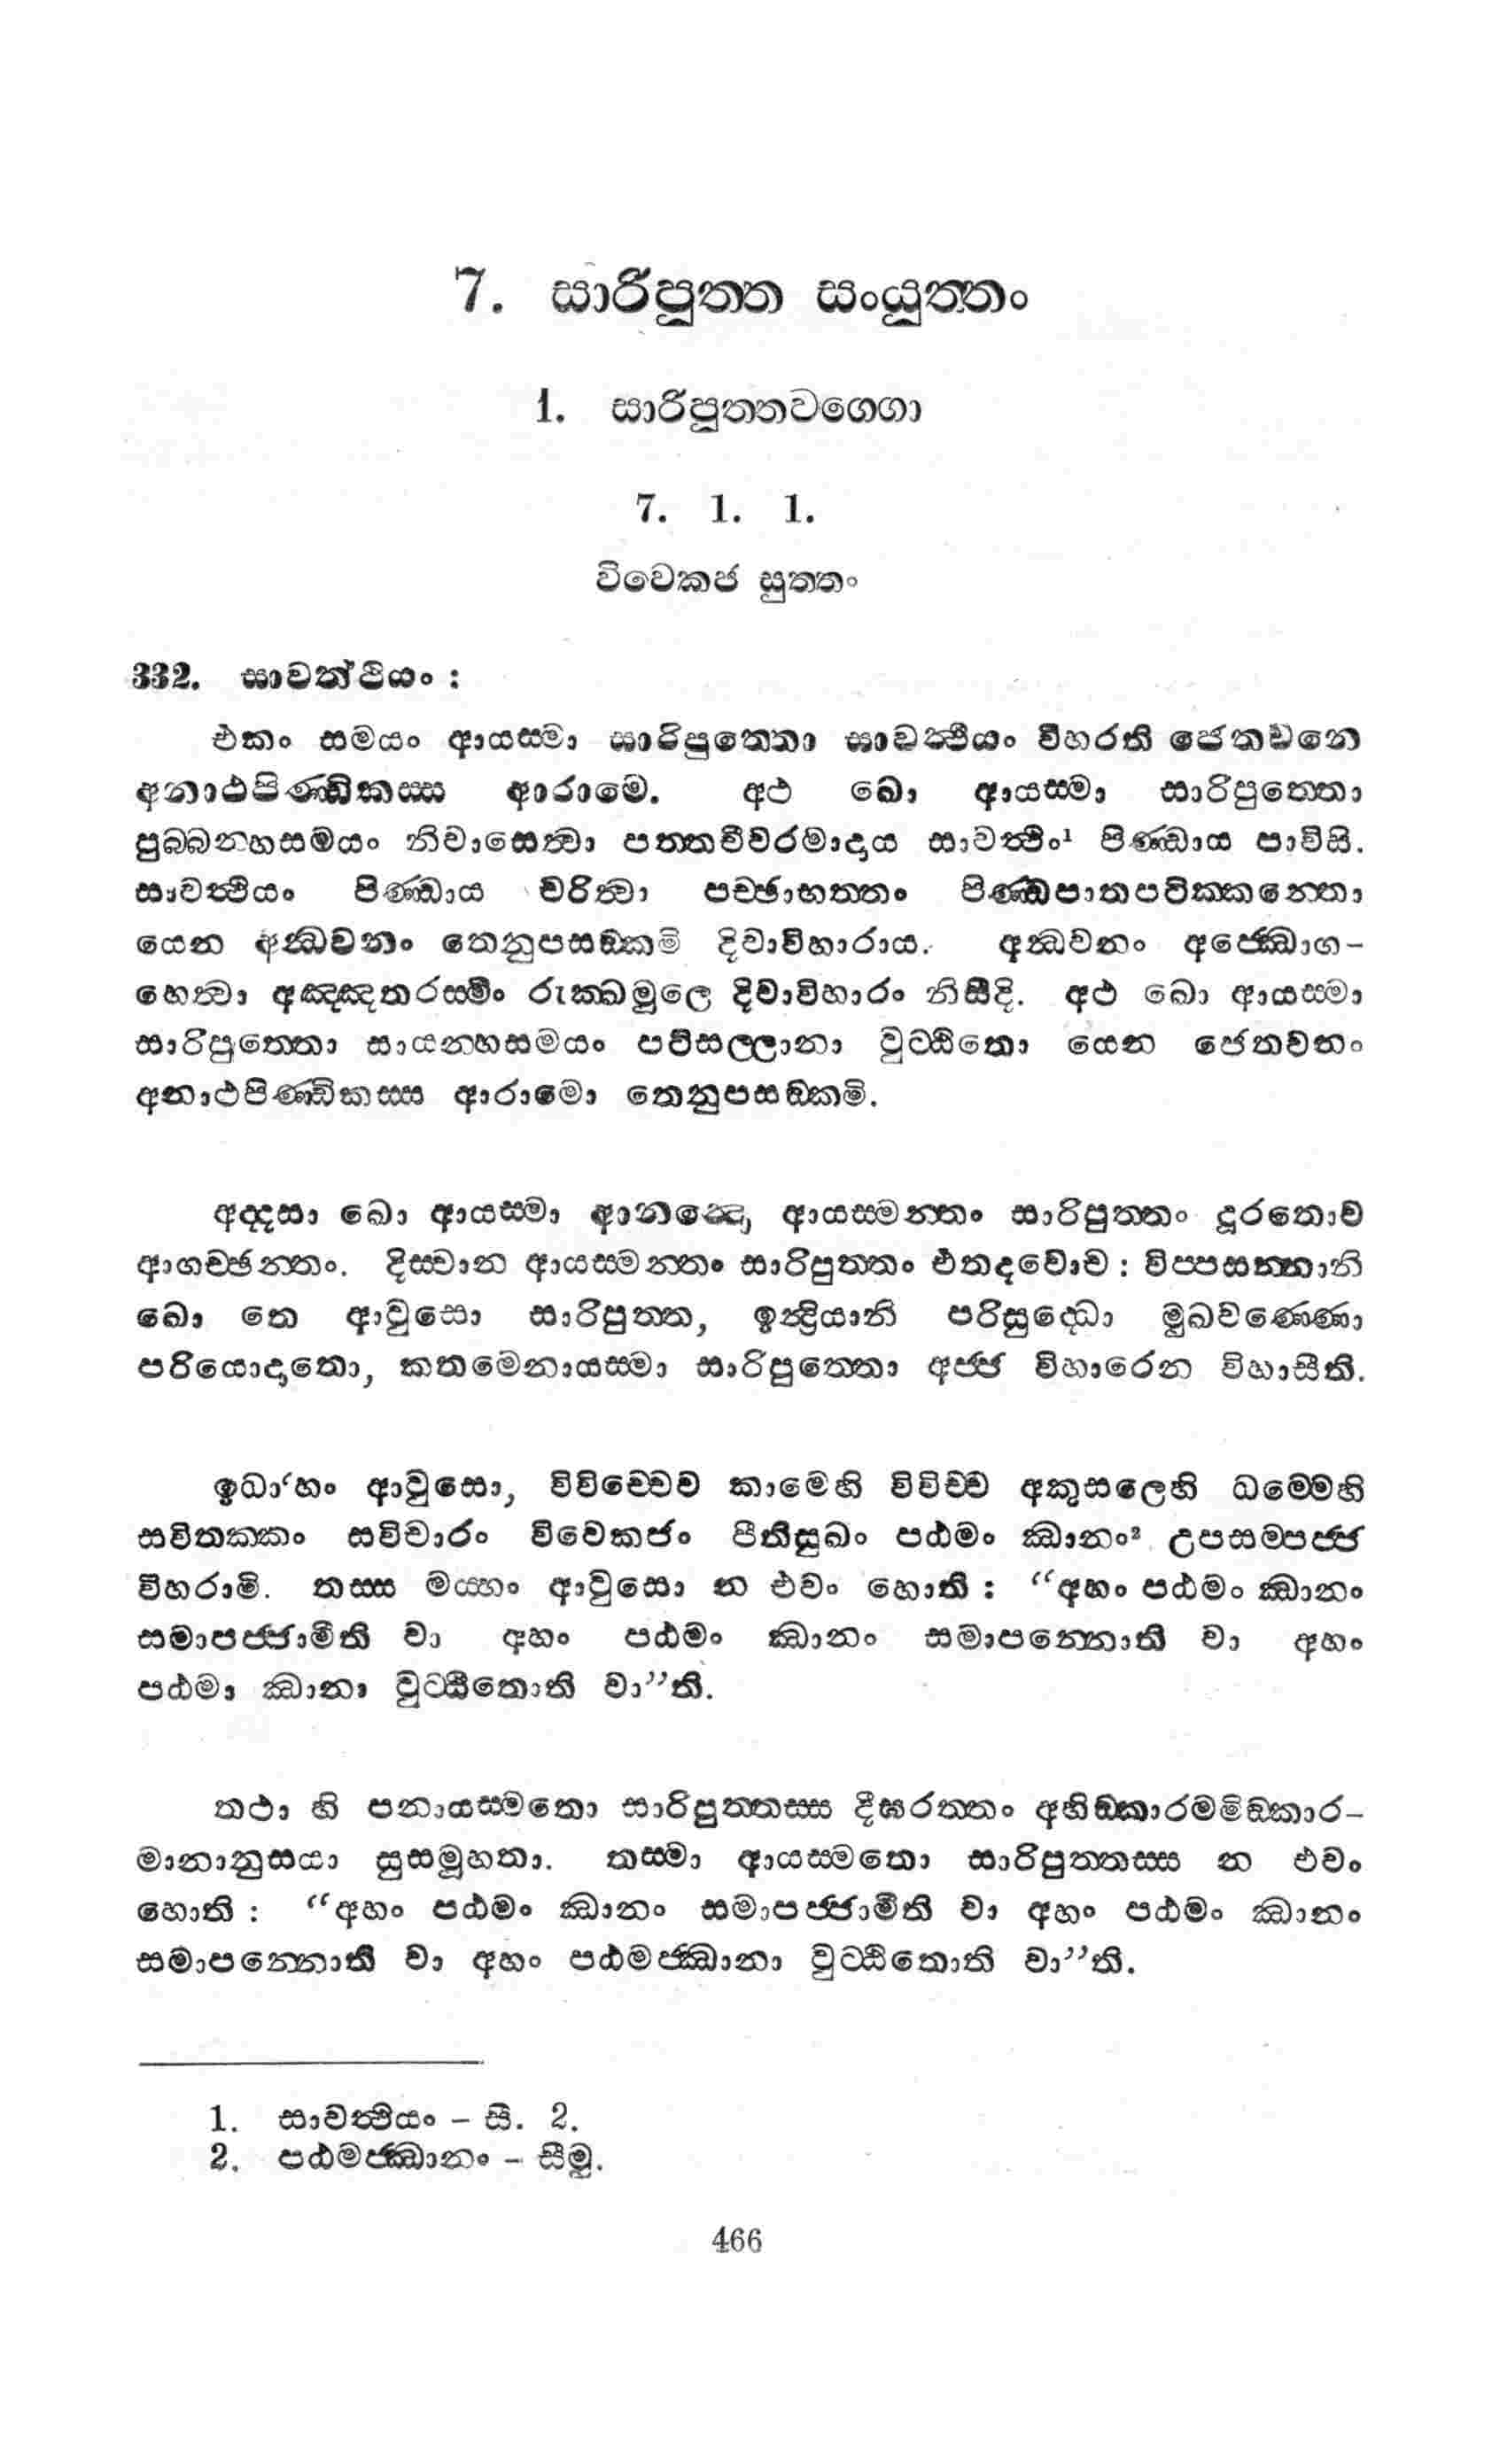 7. සාරිපුත‍්ත සංයුත‍්තං
1. සාරිපුත‍්තවග‍්ගො
7. 1. 1.
විවෙකජ සුත‍්තං
332. සාවත්ථියං :
එකං සමයං ආයස‍්මා සාරිපුත‍්තො සාවත්‍ථියං විහරති ජෙතවනෙ
අනාථපිණ‍්ඩිකස‍්ස ආරාමෙ. අථ ඛො ආයස‍්මා සාරිපුත‍්තො
පුබ‍්බන‍්හසමයං නිවාසෙත්‍වා පත‍්තචීවරමාදාය සාවත්‍ථිං¹ පිණ‍්ඩාය පාවිසි.
සාවත්‍ථියං පිණ‍්ඩාය චරිත්‍වා පච‍්ඡාභත‍්තං පිණ‍්ඩපාතපටික‍්කන‍්තො
යෙන අන්‍ධවනං තෙනුපසඞ‍්කමි දිවාවිහාරාය. අන්‍ධවනං අජ‍්ඣොග-
හෙත්‍වා අඤ‍්ඤතරස‍්මිං රුක‍්ඛමූලෙ දිවාවිහාරං නිසීදි. අථ ඛො ආයස‍්මා
සාරිපුත‍්තො සායන‍්හසමයං පටිසල‍්ලානා වුට‍්ඨිතො යෙන ජෙතවනං
අනාථපිණ‍්ඩිකස‍්ස ආරාමො තෙනුපසඞ‍්කමි.
අද‍්දසා ඛො ආයස‍්මා ආනන්‍දො ආයස‍්මන‍්තං සාරිපුත‍්තං දූරතොව
ආගච‍්ඡන‍්තං. දිස‍්වාන ආයස‍්මන‍්තං සාරිපුත‍්තං එතදවොච : විප‍්පසන‍්නානි
ඛො තෙ ආවුසො සාරිපුත‍්ත, ඉන්‍ද්‍රියානි පරිසුද‍්ධො මුඛවණ‍්ණො
පරියොදාතො, කතමෙනායස‍්මා සාරිපුත‍්තො අජ‍්ජ විහාරෙන විහාසීති.
ඉධා‘හං ආවුසො, විවිච‍්චෙව කාමෙහි විවිච‍්ච අකුසලෙහි ධම‍්මෙහි
සවිතක‍්කං සවිචාරං විවෙකජං පීතිසුඛං පඨමං ඣානං² උපසම‍්පජ‍්ජ
විහරාමි. තස‍්ස මය‍්හං ආවුසො න එවං හොති : “අහං පඨමං ඣානං
සමාපජ‍්ජාමීති වා අහං පඨමං ඣානං සමාපන‍්නොති වා අහං
පඨමා ඣානා වුට‍්ඨිතොති වා”ති.
තථා හි පනායස‍්මතො සාරිපුත‍්තස‍්ස දීඝරත‍්තං අහිඞ‍්කාරමමිඞ‍්කාර-
මානානුසයා සුසමූහතා. තස‍්මා ආයස‍්මතො සාරිපුත‍්තස‍්ස න එවං
හොති : “අහං පඨමං ඣානං සමාපජ‍්ජාමීති වා අහං පඨමං ඣානං
සමාපන‍්නොති වා අහං පඨමජ‍්ඣානා වුට‍්ඨිතොති වා”ති.
1. සාවත්‍ථියං – සී. 2.
2. පඨමජ‍්ඣානං – සීමු.
466